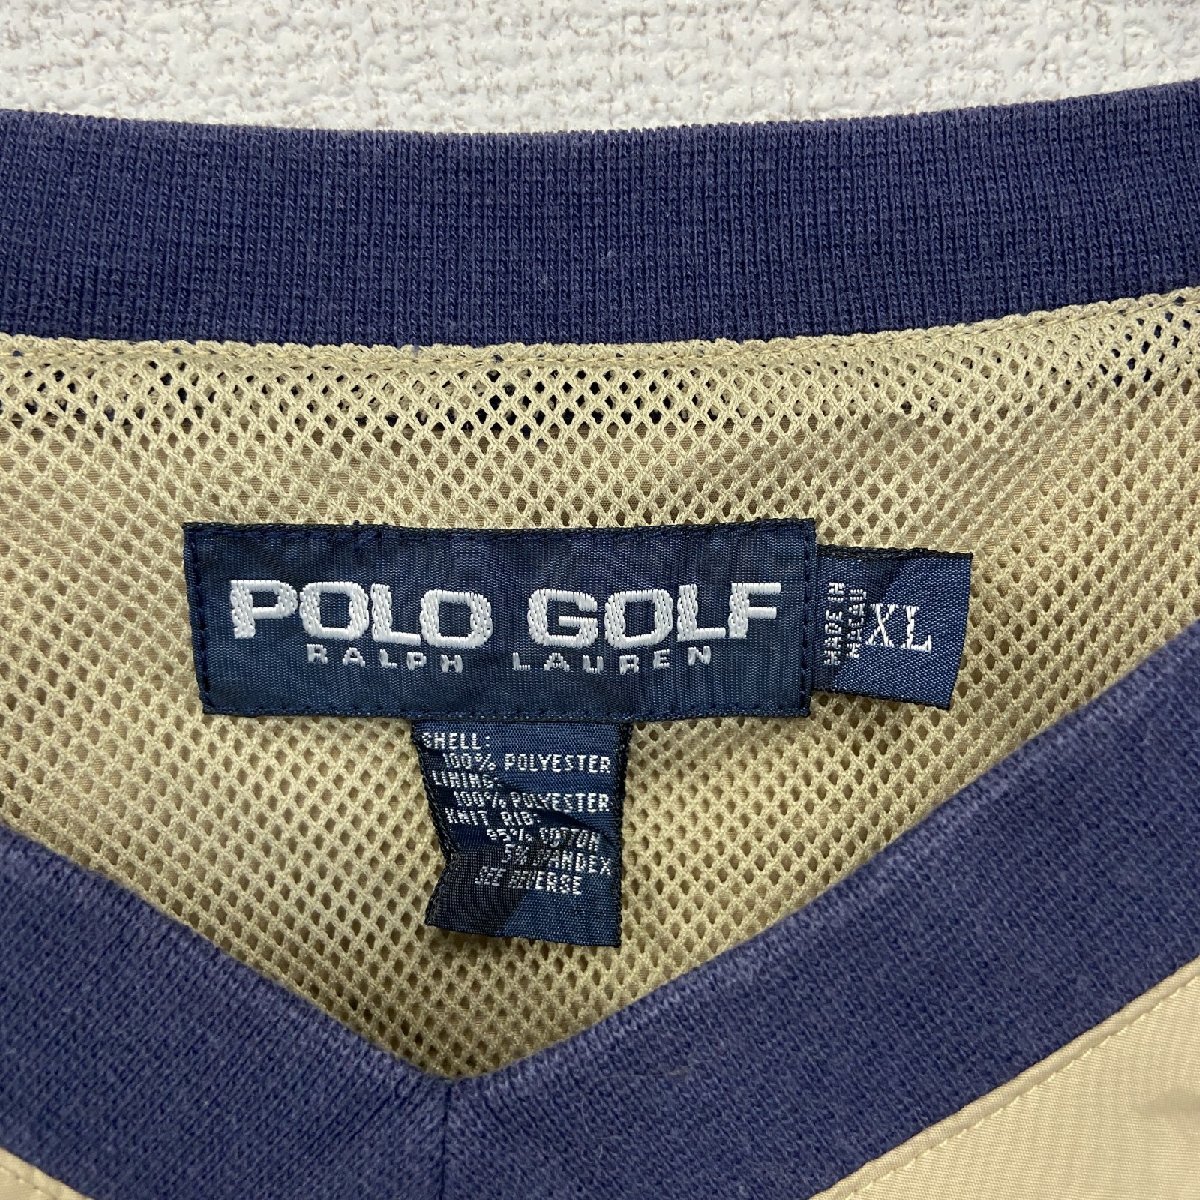 POLO GOLF
RALPH LAUREN
MADE IN
MACAU
XL
SHELL:
100% POLYESTER
LINING:
100% POLYESTER
KNIT RIB:
95% COTTON
5%
SEE REVERSE